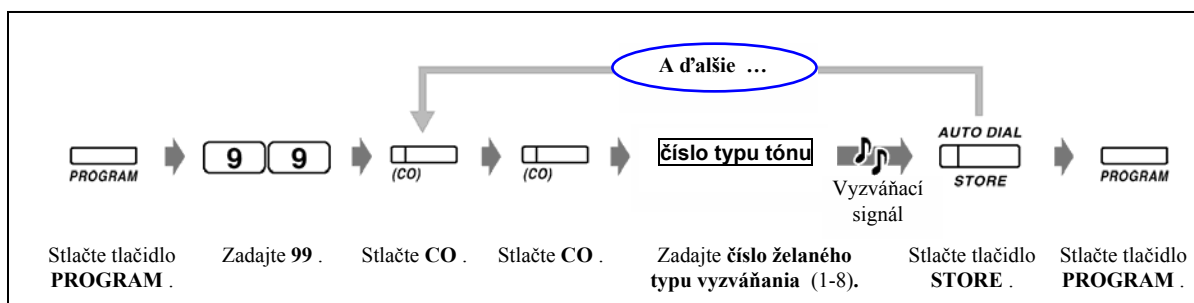 A ďalšie …
AUTO DIAL
9 9
číslo typu tónu
PROGRAM
(CO)
(CO)
STORE
PROGRAM
Vyzváňací
signál
Stlačte tlačidlo
PROGRAM .
Zadajte 99 .
Stlačte CO .
Stlačte CO .
Zadajte číslo želaného
typu vyzváňania (1-8).
Stlačte tlačidlo
STORE .
Stlačte tlačidlo
PROGRAM .